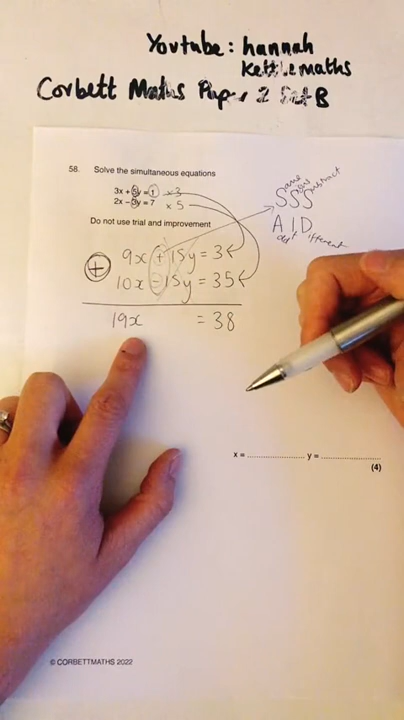 Youtube: hannah
kettlemaths
Corbett Maths Paper 2 Set B
58. Solve the simultaneous equations
3x + 5y = 1 x 3
2x - 3y = 7 x 5
Same Sign Subtract
SSS
Do not use trial and improvement
A I D
add if different
+ 9x + 15y = 3
10x - 15y = 35
19x = 38
x = .................... y = ....................
(4)
© CORBETTMATHS 2022